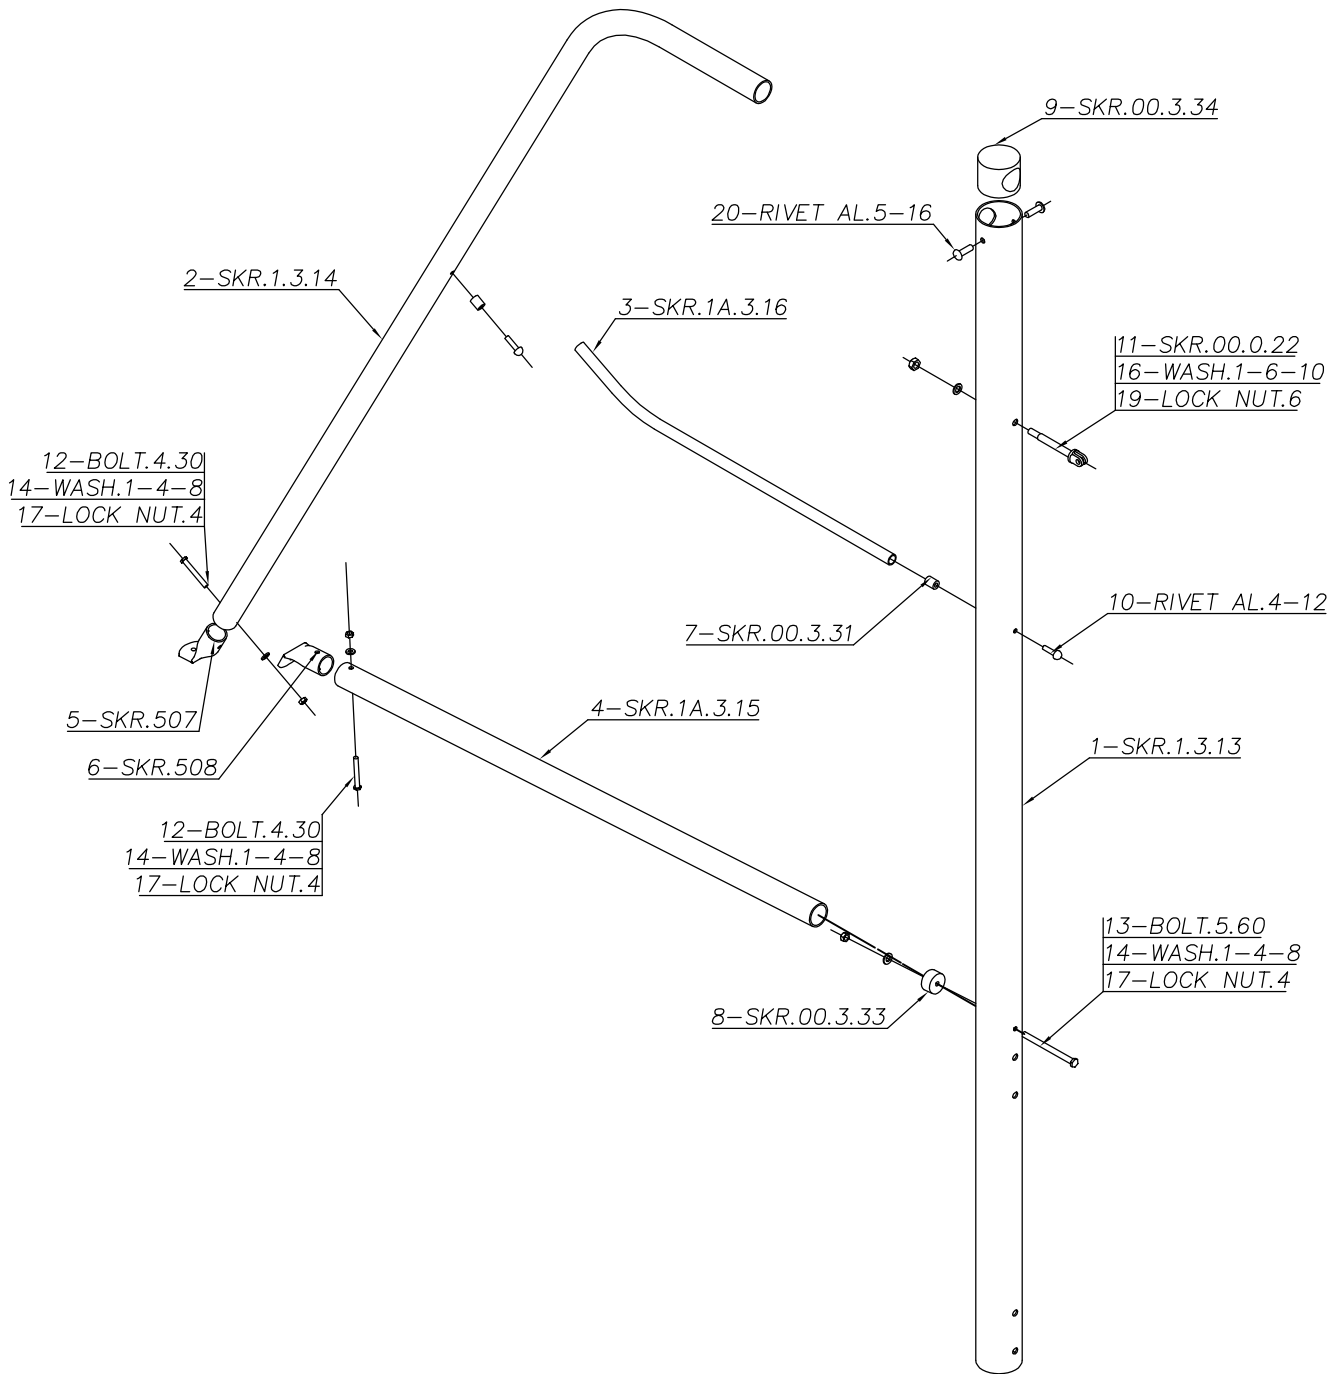 9-SKR.00.3.34
20-RIVET AL.5-16
2-SKR.1.3.14
3-SKR.1A.3.16
11-SKR.00.0.22
16-WASH.1-6-10
19-LOCK NUT.6
12-BOLT.4.30
14-WASH.1-4-8
17-LOCK NUT.4
10-RIVET AL.4-12
7-SKR.00.3.31
5-SKR.507
4-SKR.1A.3.15
1-SKR.1.3.13
6-SKR.508
12-BOLT.4.30
14-WASH.1-4-8
17-LOCK NUT.4
13-BOLT.5.60
14-WASH.1-4-8
17-LOCK NUT.4
8-SKR.00.3.33